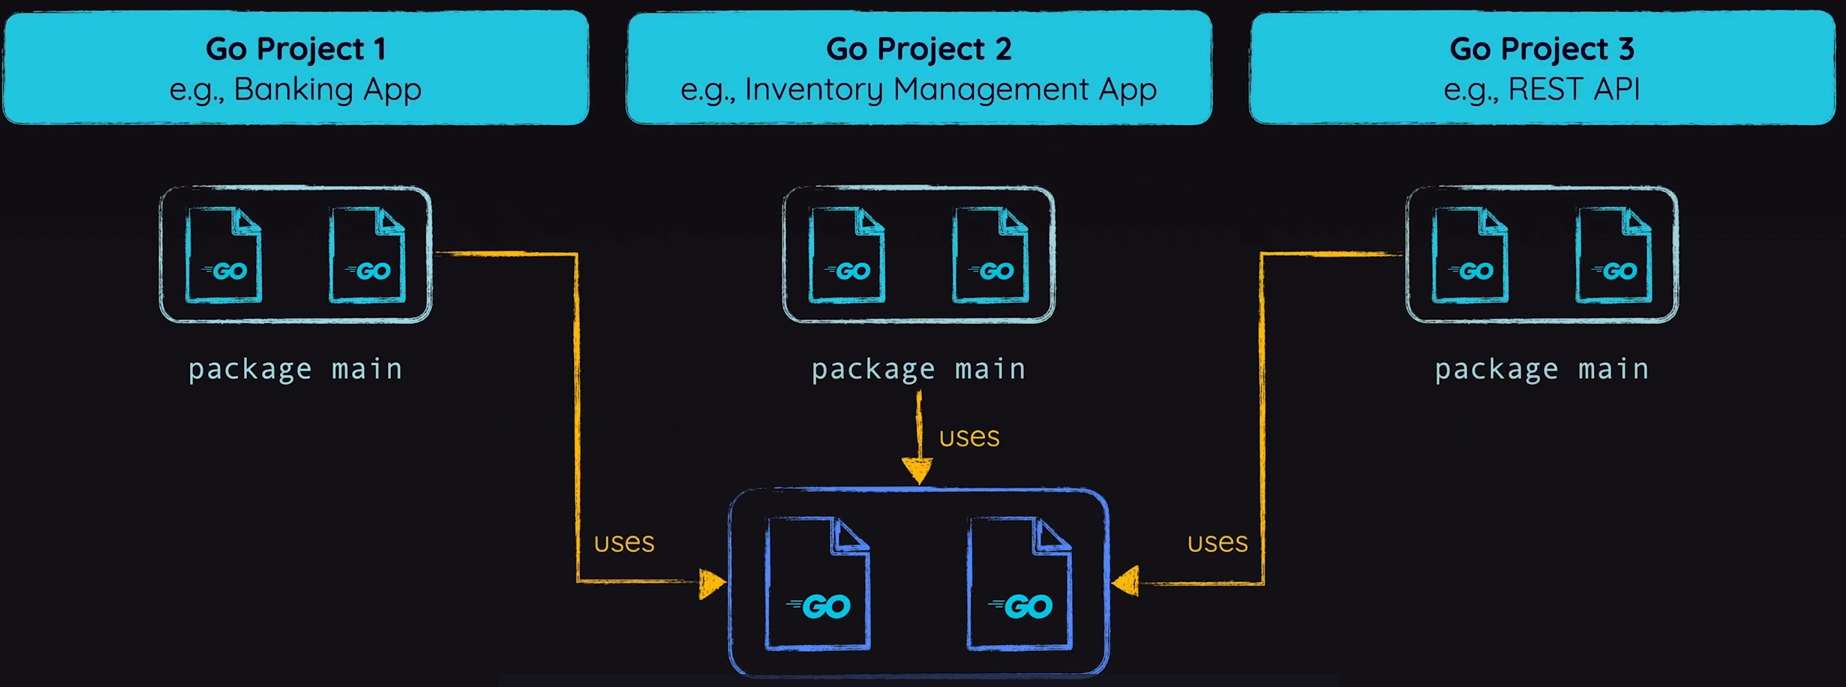 Go Project 1
e.g., Banking App
Go Project 2
e.g., Inventory Management App
Go Project 3
e.g., REST API
GO
GO
GO
GO
GO
GO
package main
package main
package main
uses
uses
uses
GO
GO